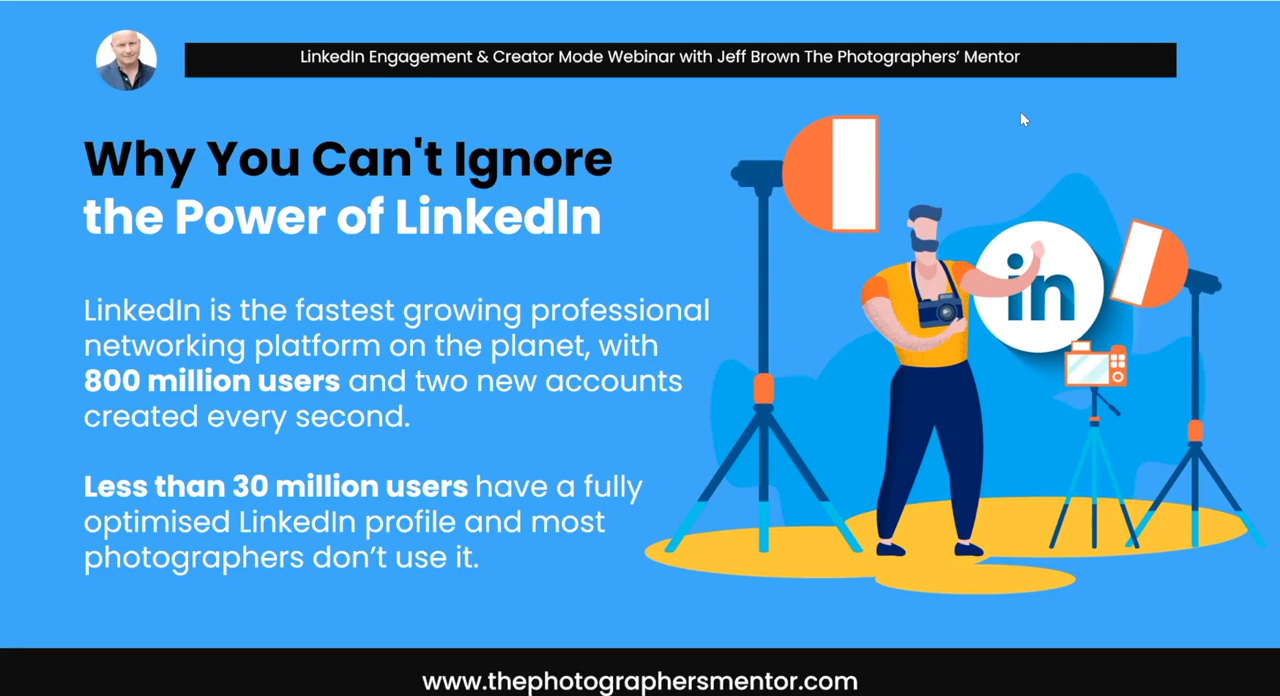 LinkedIn Engagement & Creator Mode Webinar with Jeff Brown The Photographers’ Mentor
Why You Can't Ignore
the Power of LinkedIn
LinkedIn is the fastest growing professional
networking platform on the planet, with
800 million users and two new accounts
created every second.
Less than 30 million users have a fully
optimised LinkedIn profile and most
photographers don’t use it.
in
www.thephotographersmentor.com